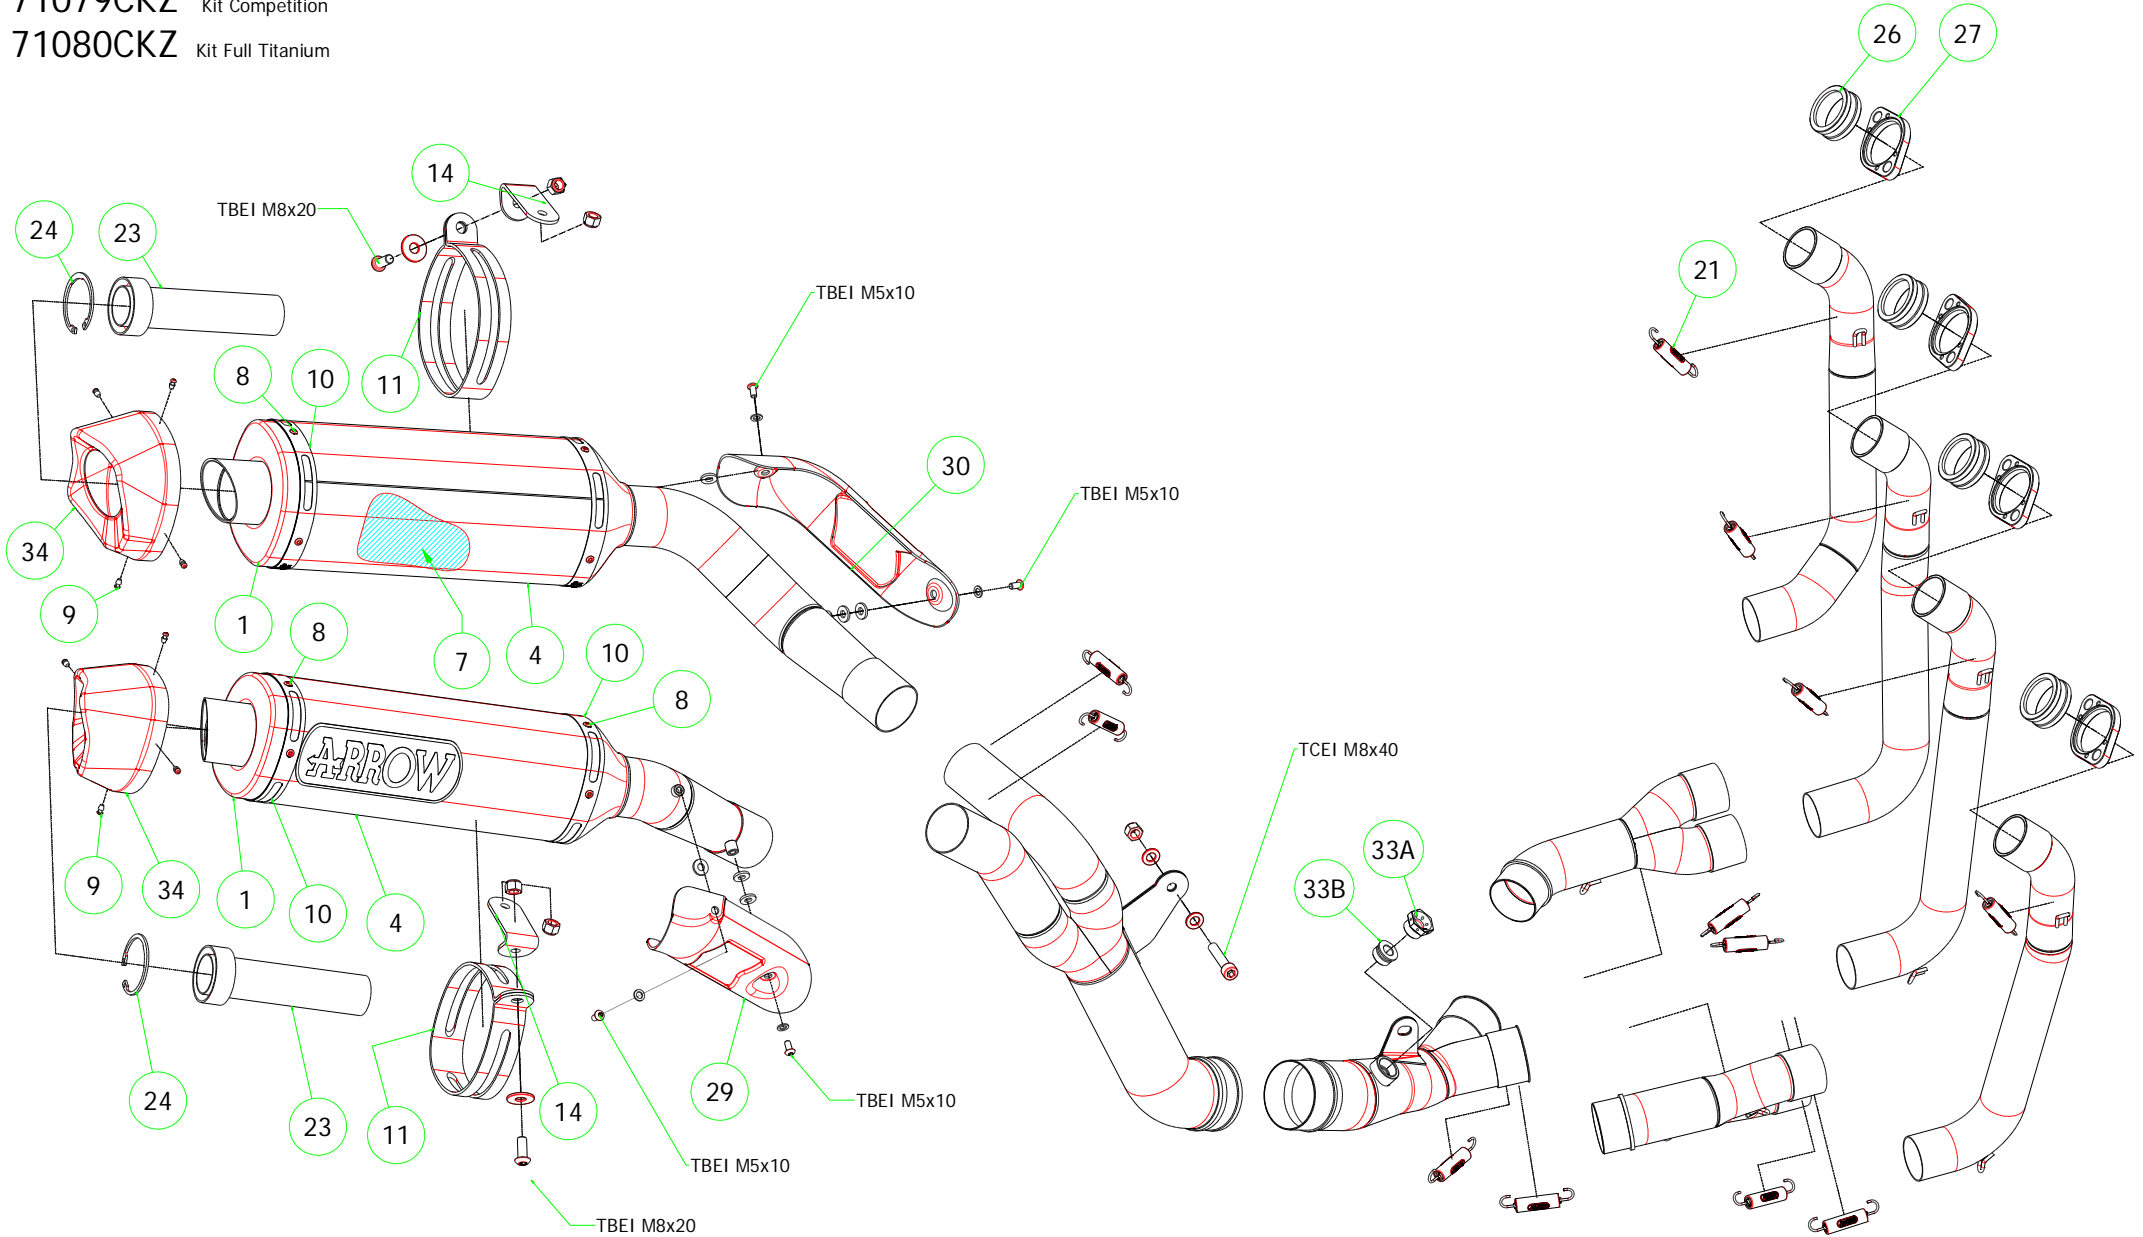 71079CKZ Kit Competition
71080CKZ Kit Full Titanium
26
27
14
TBEI M8x20
24
23
21
TBEI M5x10
8
10
11
30
TBEI M5x10
34
9
1
8
7
4
10
8
TCEI M8x40
ARROW
33A
33B
9
34
1
10
4
24
23
11
14
29
TBEI M5x10
TBEI M5x10
TBEI M8x20